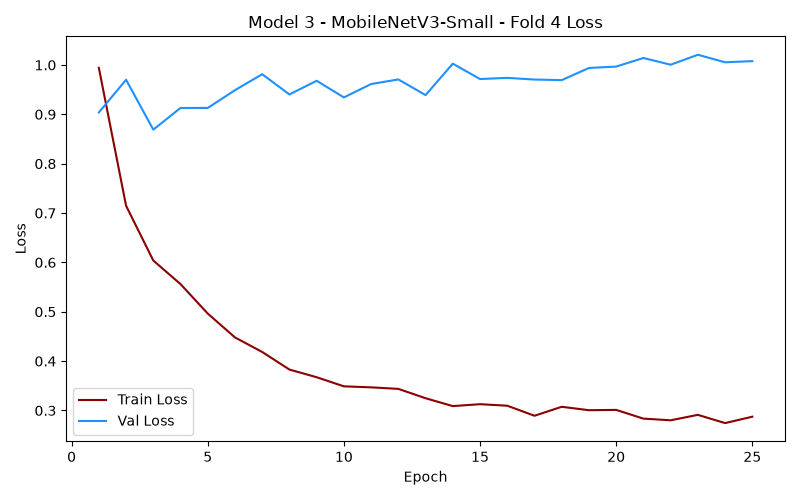 Model 3 - MobileNetV3-Small - Fold 4 Loss
1.0
0.9
0.8
0.7
0.6
0.5
0.4
0.3
Loss
Train Loss
Val Loss
0 5 10 15 20 25
Epoch